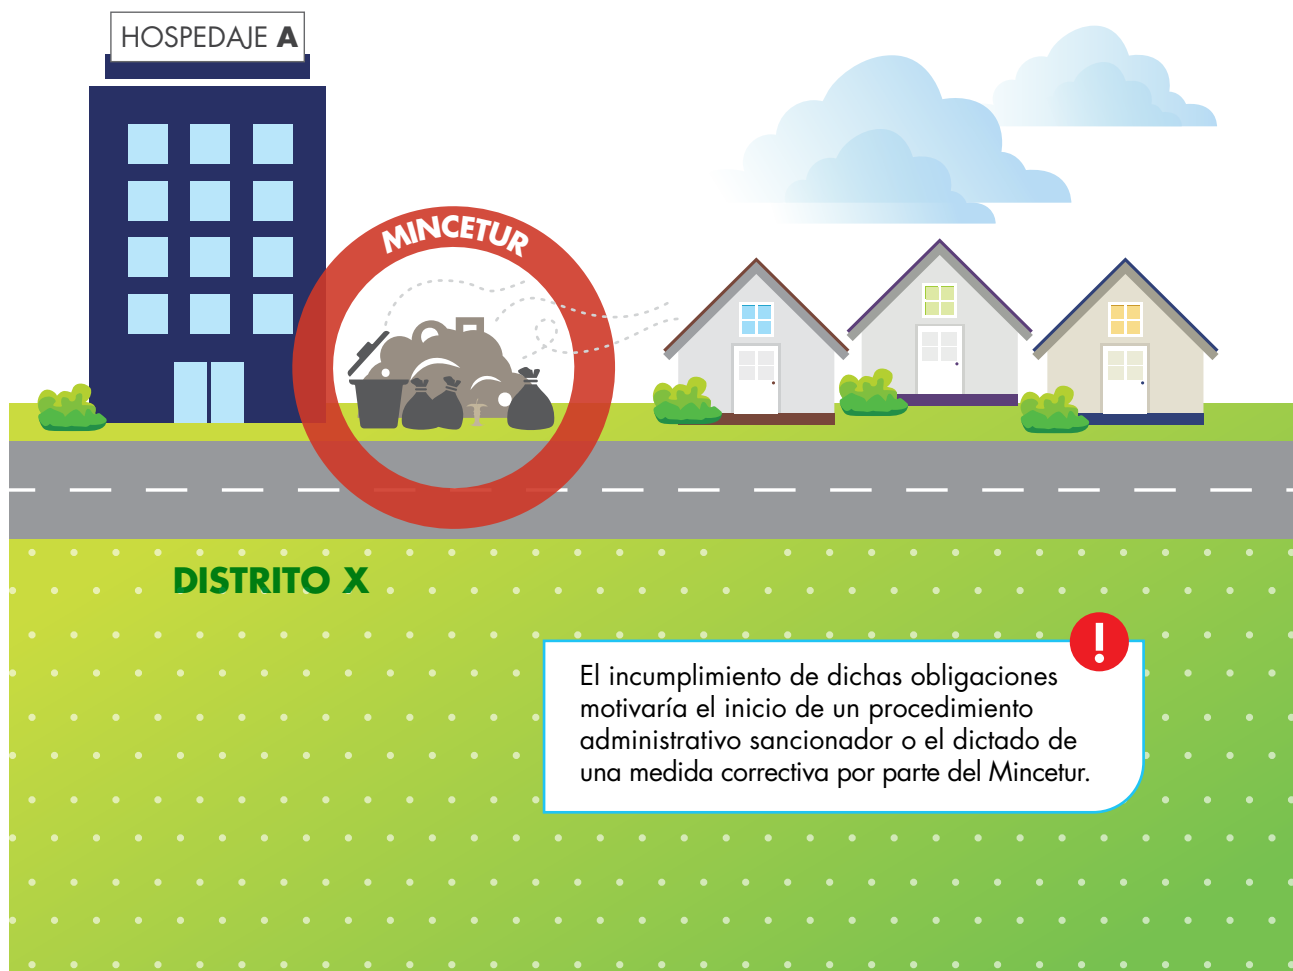 HOSPEDAJE A
MINCETUR
DISTRITO X
!
El incumplimiento de dichas obligaciones
motivaría el inicio de un procedimiento
administrativo sancionador o el dictado de
una medida correctiva por parte del Mincetur.